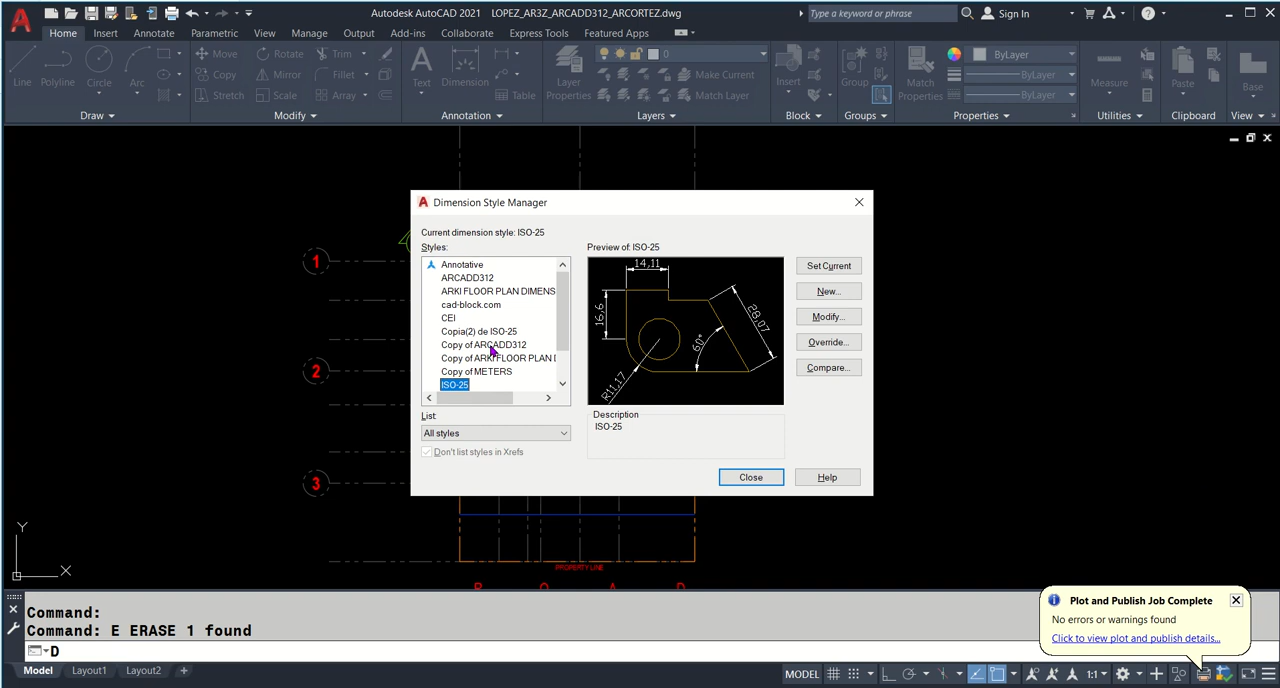 Autodesk AutoCAD 2021 LOPEZ_AR3Z_ARCADD312_ARCORTEZ.dwg
Type a keyword or phrase
Sign In
Home Insert Annotate Parametric View Manage Output Add-ins Collaborate Express Tools Featured Apps
Line Polyline Circle Arc
Move Rotate Trim
Copy Mirror Fillet
Stretch Scale Array
Text Dimension
Table
Layer Properties
0
Make Current
Match Layer
Insert
Group
Match Properties
ByLayer
ByLayer
ByLayer
Measure
Paste
Base
Draw Modify Annotation Layers Block Groups Properties Utilities Clipboard View
1
2
3
Dimension Style Manager
Current dimension style: ISO-25
Styles:
Annotative
ARCADD312
ARKI FLOOR PLAN DIMENS
cad-block.com
CEI
Copia(2) de ISO-25
Copy of ARCADD312
Copy of ARKI FLOOR PLAN
Copy of METERS
ISO-25
List:
All styles
Don't list styles in Xrefs
Preview of: ISO-25
14,11
16,6
28,07
60°
R11,17
Description
ISO-25
Set Current
New...
Modify...
Override...
Compare...
Close
Help
PROPERTY LINE
Y
X
Command:
Command: E ERASE 1 found
D
Plot and Publish Job Complete
No errors or warnings found
Click to view plot and publish details...
Model Layout1 Layout2 +
MODEL
1:1